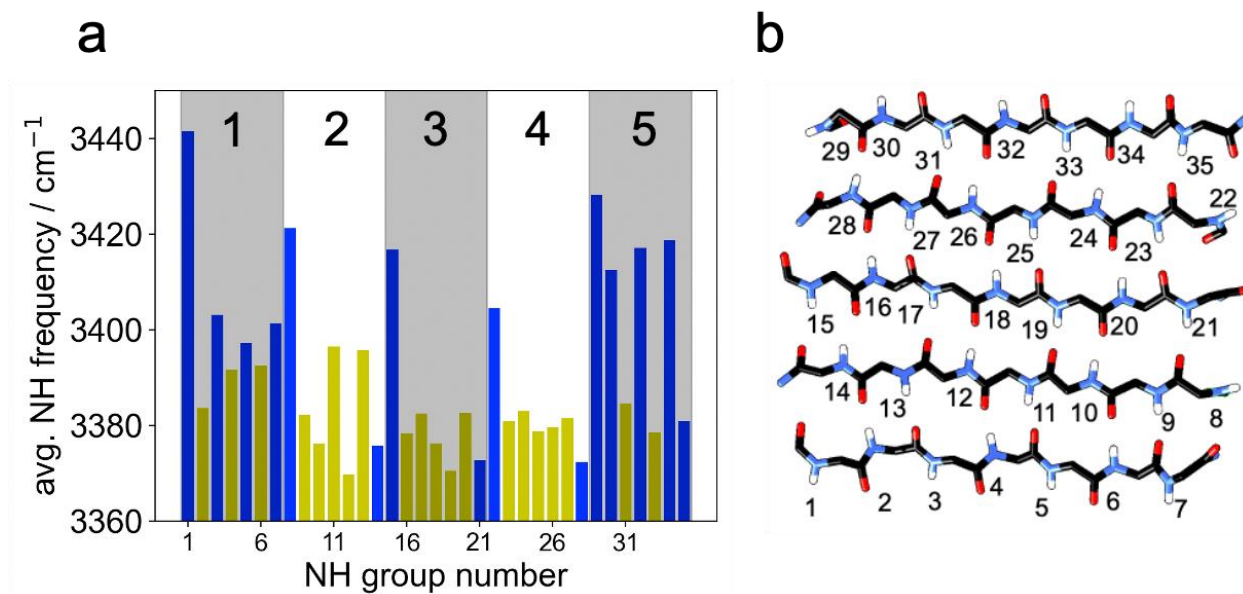 a
b
1 2 3 4 5
3440
3420
3400
3380
3360
avg. NH frequency / cm⁻¹
1 6 11 16 21 26 31
NH group number
29 30 31 32 33 34 35
22
28 27 26 25 24 23
15 16 17 18 19 20 21
14 13 12 11 10 9 8
1 2 3 4 5 6 7